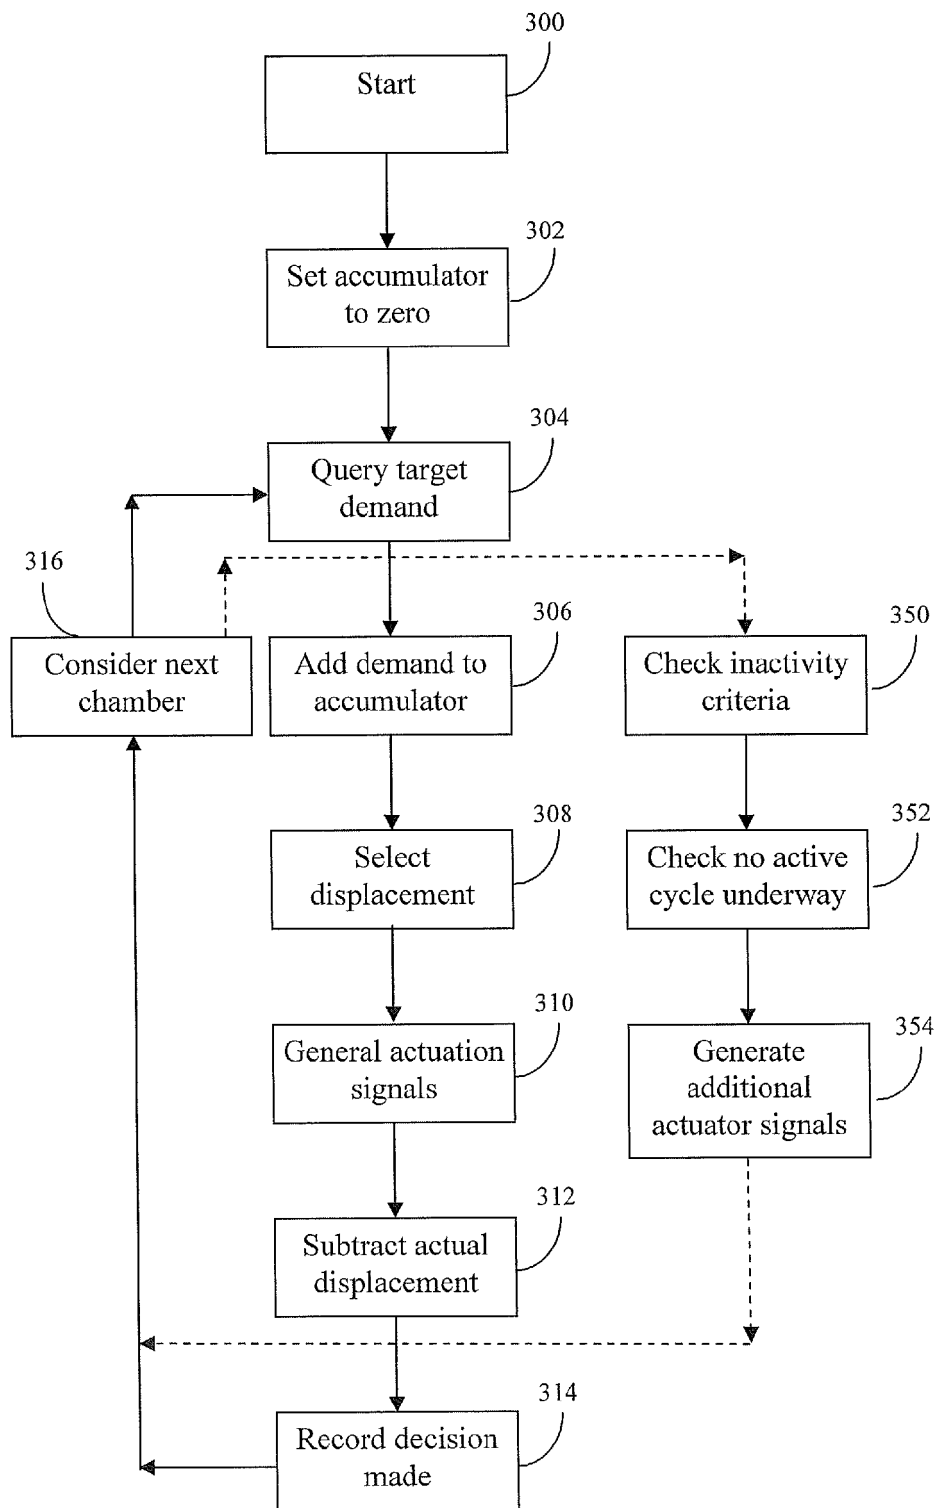 300
Start
302
Set accumulator
to zero
304
Query target
demand
316
Consider next
chamber
306
Add demand to
accumulator
350
Check inactivity
criteria
308
Select
displacement
352
Check no active
cycle underway
310
General actuation
signals
354
Generate
additional
actuator signals
312
Subtract actual
displacement
314
Record decision
made